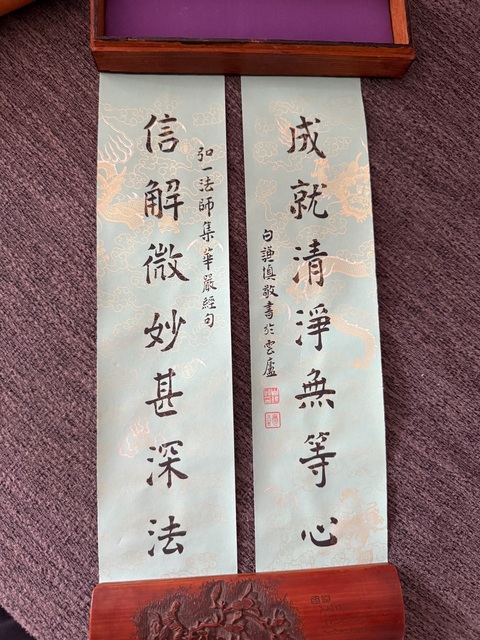 弘一法師集華嚴經句
信解微妙甚深法
成就清淨無等心
白謙慎敬書於雲廬